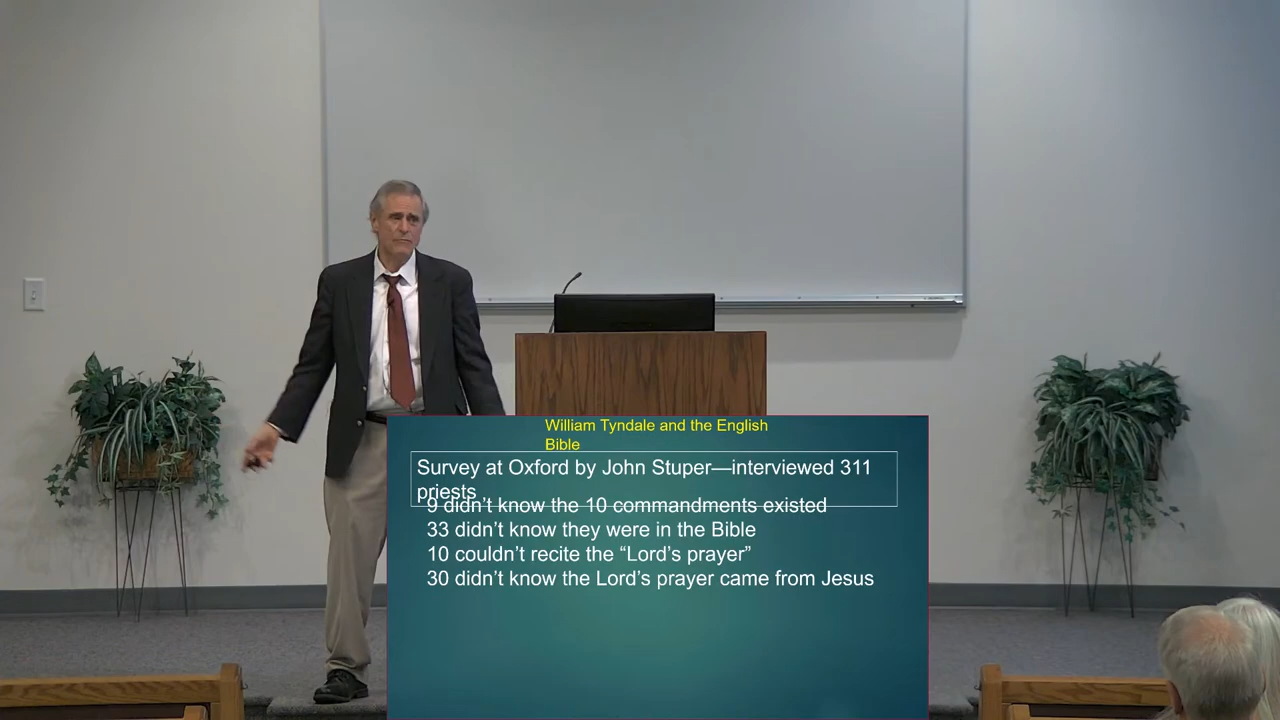 William Tyndale and the English
Bible
Survey at Oxford by John Stuper—interviewed 311
priests
9 didn’t know the 10 commandments existed
33 didn’t know they were in the Bible
10 couldn’t recite the “Lord’s prayer”
30 didn’t know the Lord’s prayer came from Jesus